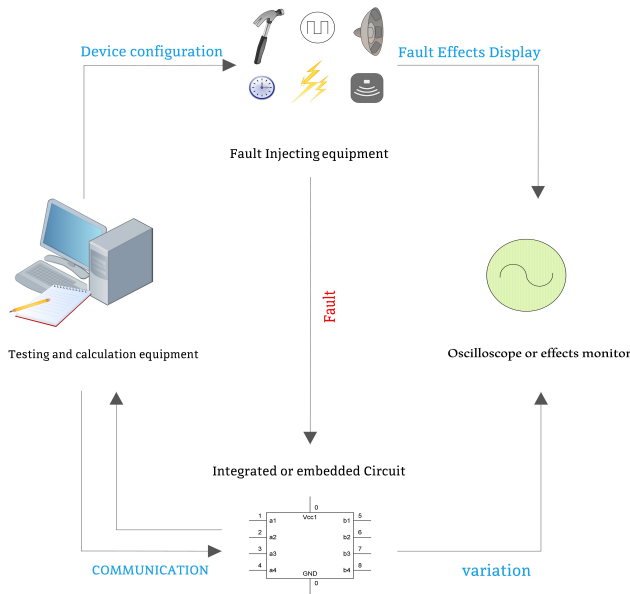 Device configuration
Fault Effects Display
Fault Injecting equipment
Fault
Testing and calculation equipment
Oscilloscope or effects monitor
Integrated or embedded Circuit
0
1 a1 Vcc1 b1 5
2 a2 b2 6
3 a3 b3 7
4 a4 b4 8
GND
0
COMMUNICATION
variation